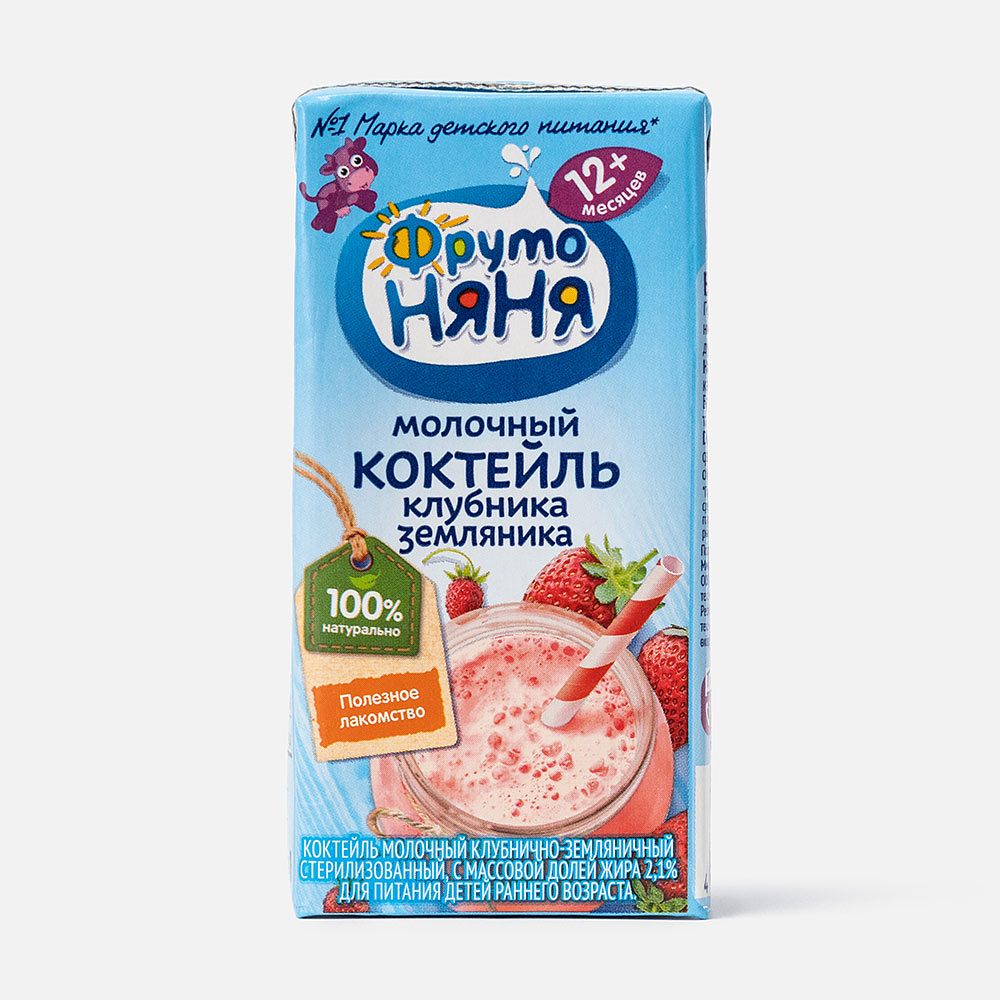 №1 Марка детского питания*
12+
месяцев
Фруто
НЯНЯ
МОЛОЧНЫЙ
КОКТЕЙЛЬ
клубника
земляника
100%
натурально
Полезное
лакомство
КОКТЕЙЛЬ МОЛОЧНЫЙ КЛУБНИЧНО-ЗЕМЛЯНИЧНЫЙ
СТЕРИЛИЗОВАННЫЙ, С МАССОВОЙ ДОЛЕЙ ЖИРА 2,1%
ДЛЯ ПИТАНИЯ ДЕТЕЙ РАННЕГО ВОЗРАСТА.